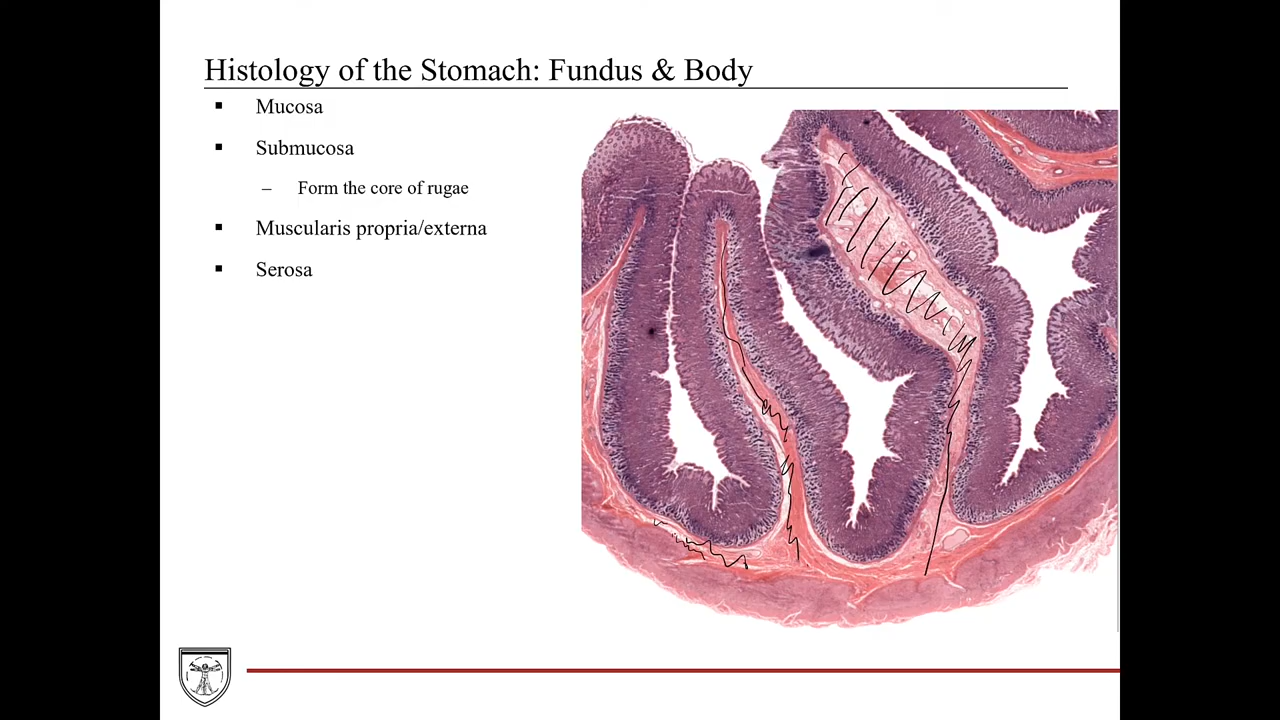 Histology of the Stomach: Fundus & Body
▪ Mucosa
▪ Submucosa
– Form the core of rugae
▪ Muscularis propria/externa
▪ Serosa